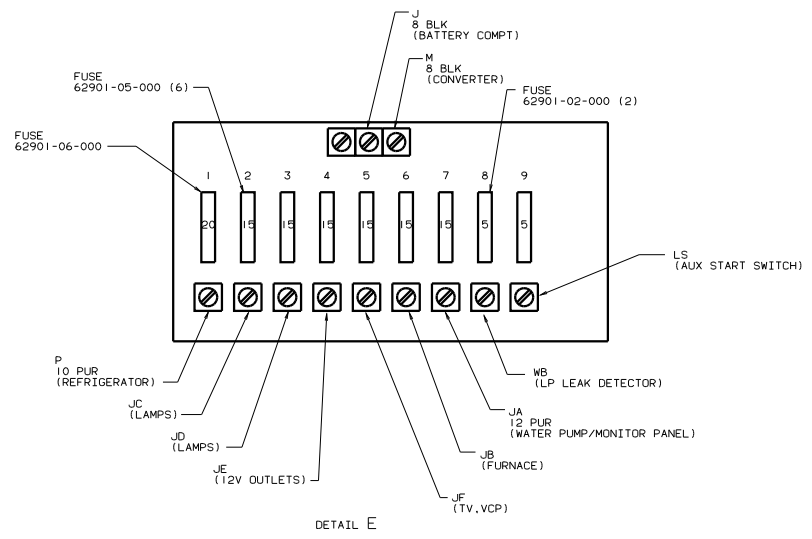 J
8 BLK
(BATTERY COMPT)
M
8 BLK
(CONVERTER)
FUSE
62901-05-000 (6)
FUSE
62901-02-000 (2)
FUSE
62901-06-000
1 2 3 4 5 6 7 8 9
20 15 15 15 15 15 15 5 5
LS
(AUX START SWITCH)
P
10 PUR
(REFRIGERATOR)
JC
(LAMPS)
JD
(LAMPS)
JE
(12V OUTLETS)
JF
(TV,VCP)
JB
(FURNACE)
JA
12 PUR
(WATER PUMP/MONITOR PANEL)
WB
(LP LEAK DETECTOR)
DETAIL E